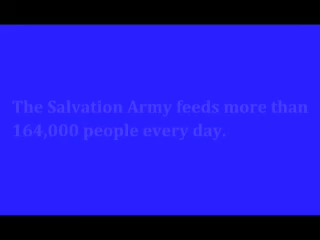 The Salvation Army feeds more than
164,000 people every day.